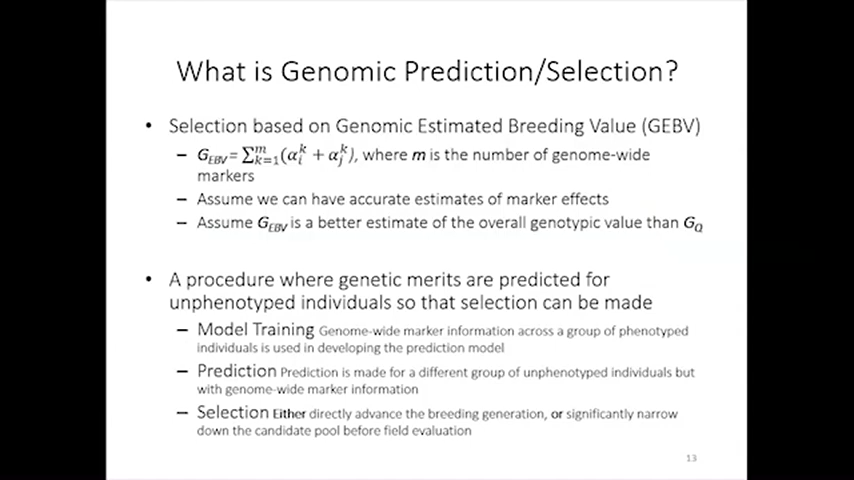 What is Genomic Prediction/Selection?
• Selection based on Genomic Estimated Breeding Value (GEBV)
– G_EBV = ∑_{k=1}^{m}(α_i^k + α_j^k), where m is the number of genome-wide
markers
– Assume we can have accurate estimates of marker effects
– Assume G_EBV is a better estimate of the overall genotypic value than G_Q
• A procedure where genetic merits are predicted for
unphenotyped individuals so that selection can be made
– Model Training Genome-wide marker information across a group of phenotyped
individuals is used in developing the prediction model
– Prediction Prediction is made for a different group of unphenotyped individuals but
with genome-wide marker information
– Selection Either directly advance the breeding generation, or significantly narrow
down the candidate pool before field evaluation
13